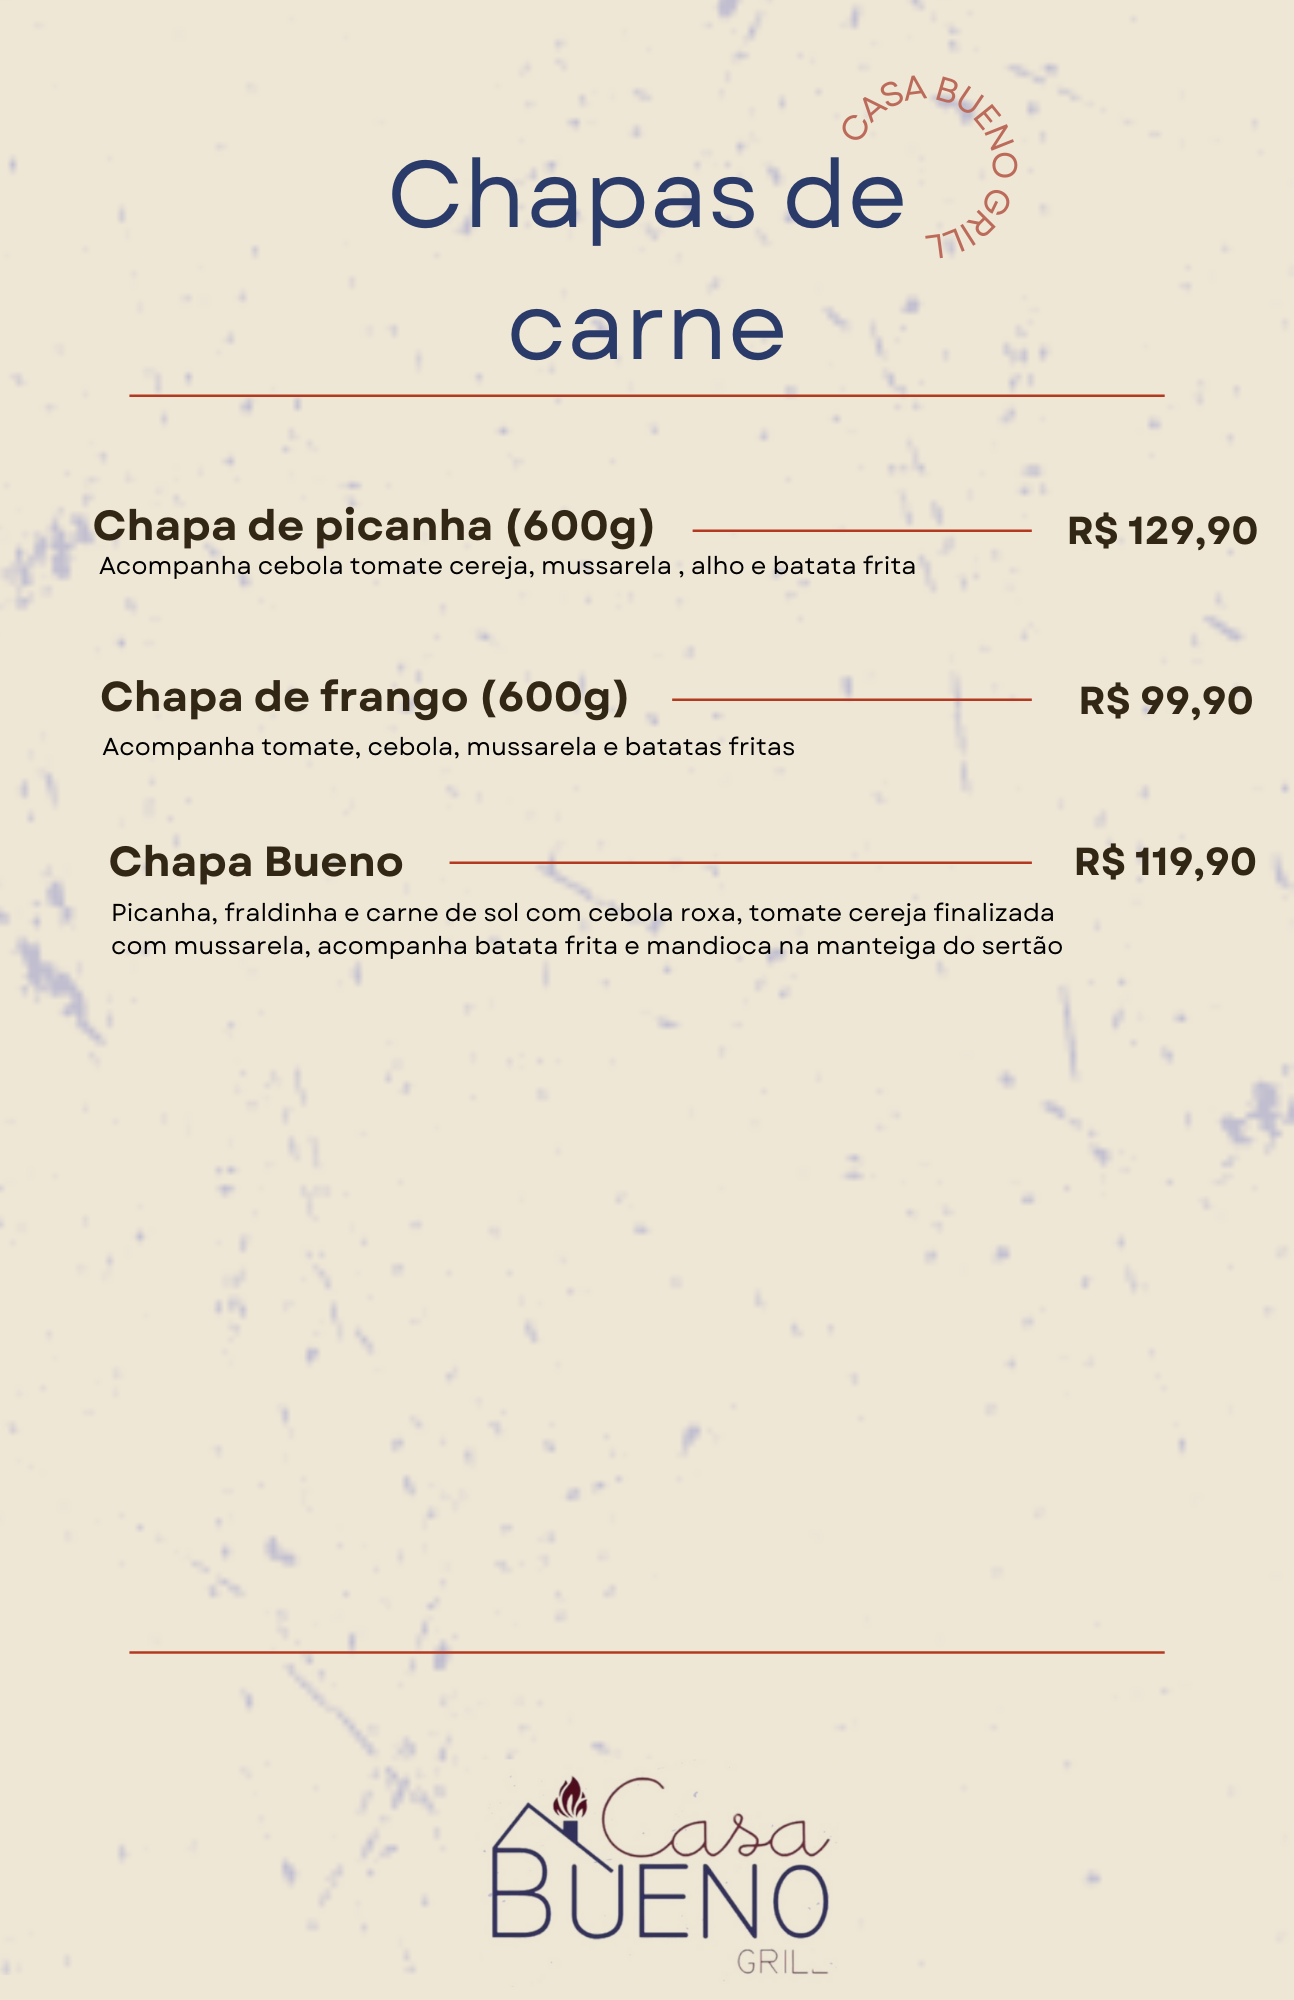 CASA BUENO GRILL
Chapas de
carne
Chapa de picanha (600g) R$ 129,90
Acompanha cebola tomate cereja, mussarela , alho e batata frita
Chapa de frango (600g) R$ 99,90
Acompanha tomate, cebola, mussarela e batatas fritas
Chapa Bueno R$ 119,90
Picanha, fraldinha e carne de sol com cebola roxa, tomate cereja finalizada
com mussarela, acompanha batata frita e mandioca na manteiga do sertão
Casa
BUENO
GRILL